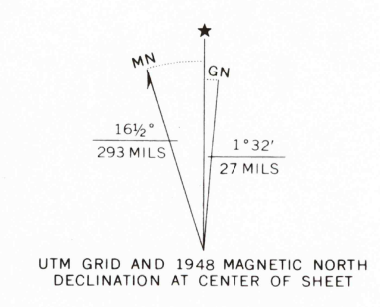 MN
GN
16½°
293 MILS
1°32'
27 MILS
UTM GRID AND 1948 MAGNETIC NORTH
DECLINATION AT CENTER OF SHEET